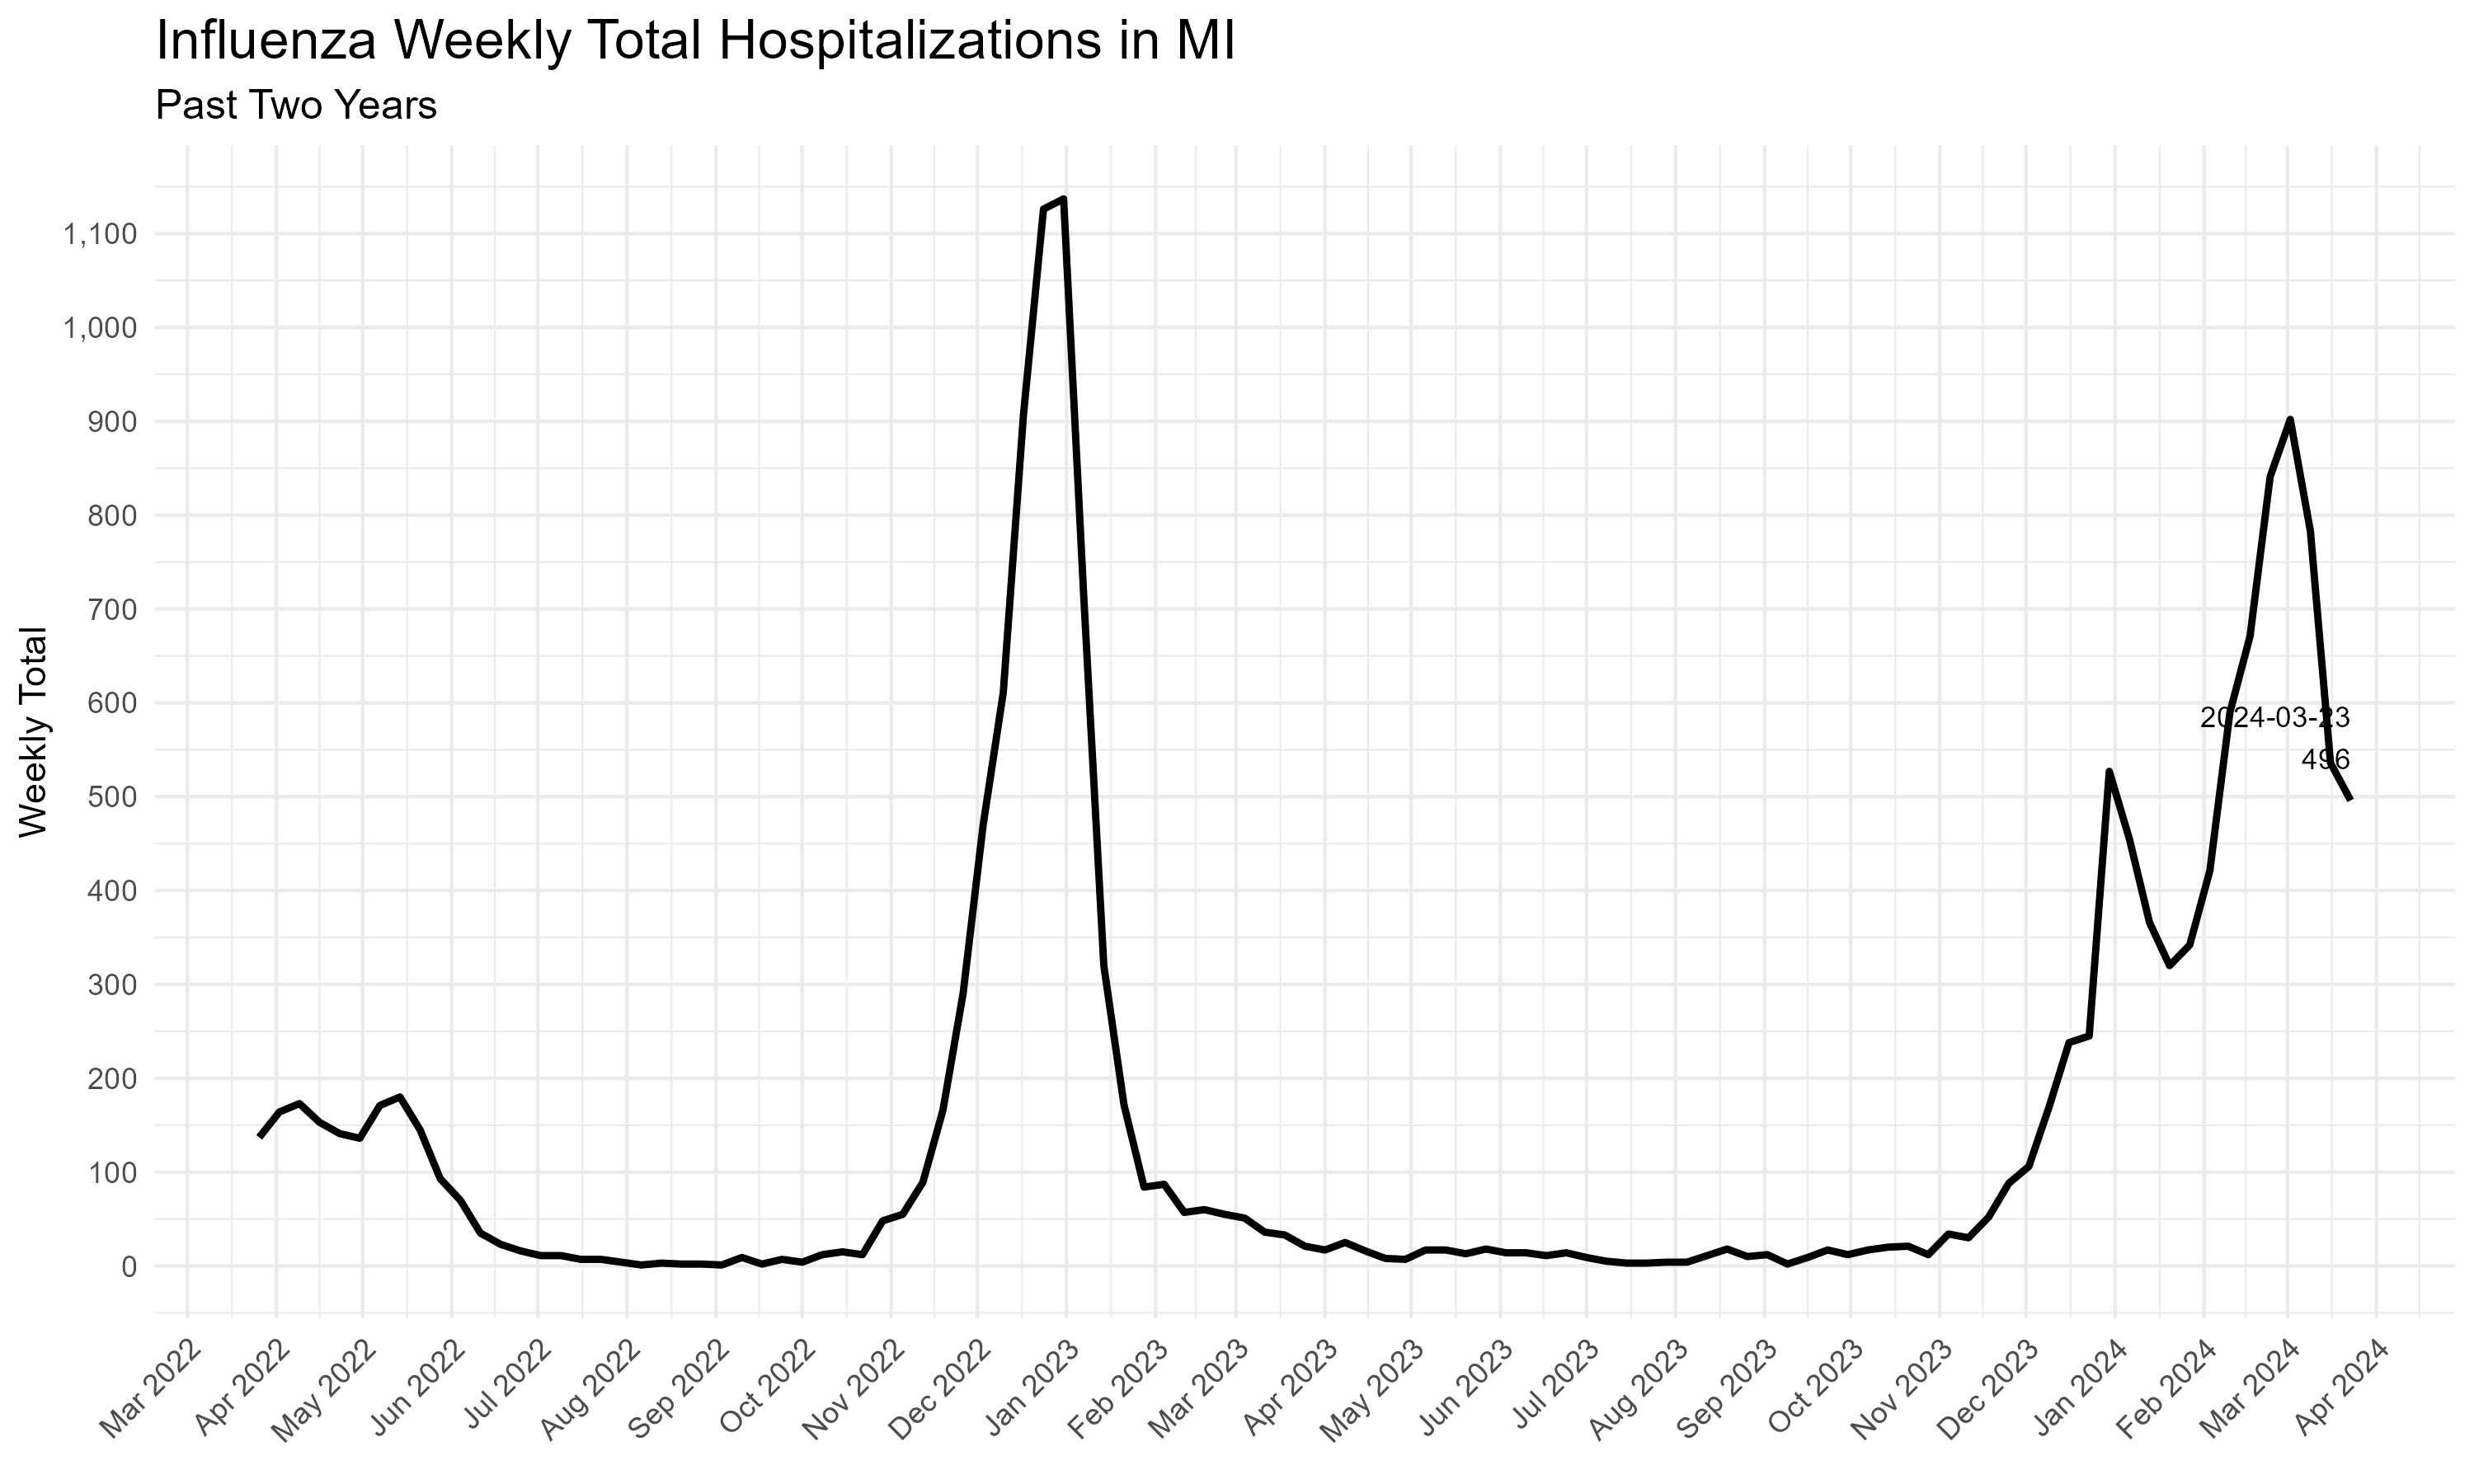 Influenza Weekly Total Hospitalizations in MI
Past Two Years
Weekly Total
1,100
1,000
900
800
700
600
500
400
300
200
100
0
2024-03-23
496
Mar 2022
Apr 2022
May 2022
Jun 2022
Jul 2022
Aug 2022
Sep 2022
Oct 2022
Nov 2022
Dec 2022
Jan 2023
Feb 2023
Mar 2023
Apr 2023
May 2023
Jun 2023
Jul 2023
Aug 2023
Sep 2023
Oct 2023
Nov 2023
Dec 2023
Jan 2024
Feb 2024
Mar 2024
Apr 2024